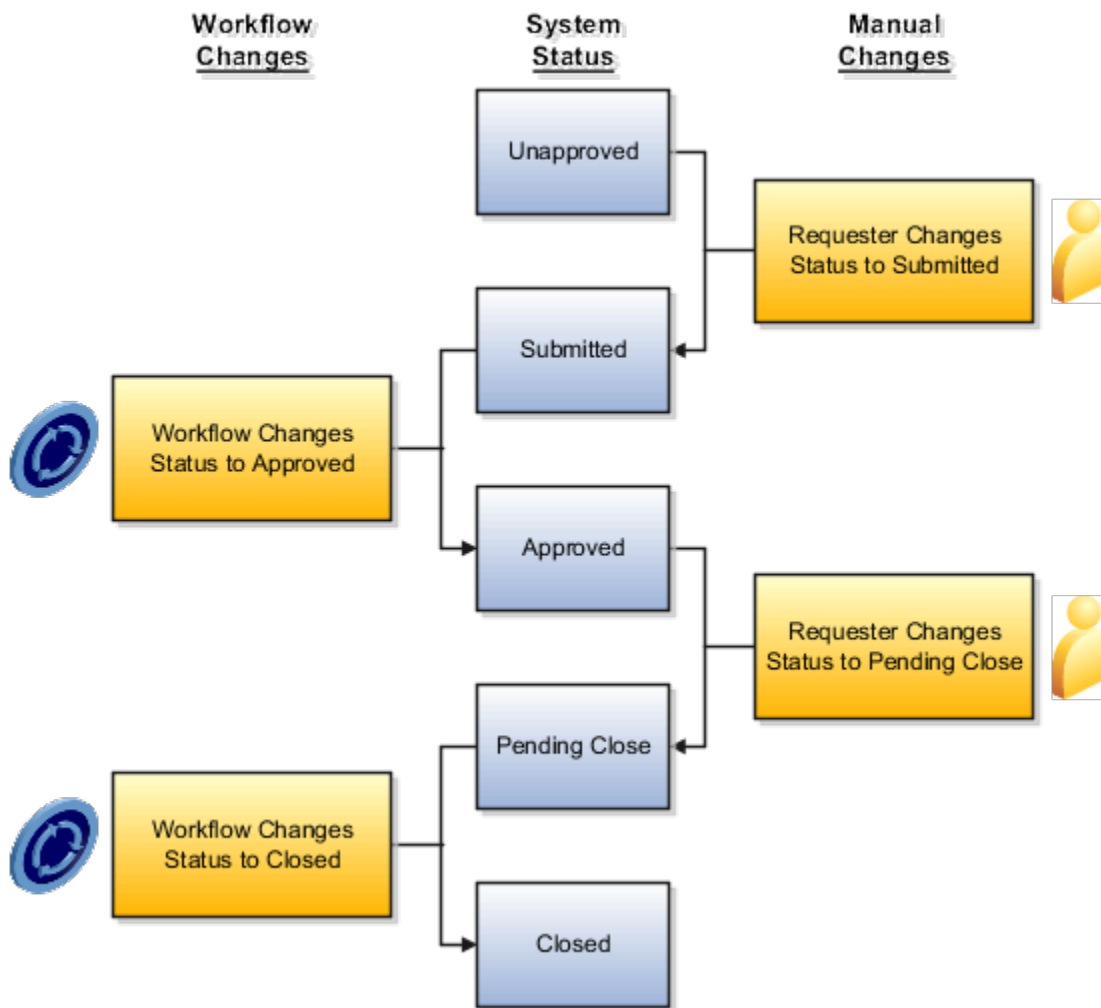 Workflow
Changes
System
Status
Manual
Changes
Unapproved
Requester Changes
Status to Submitted
Submitted
Workflow Changes
Status to Approved
Approved
Requester Changes
Status to Pending Close
Pending Close
Workflow Changes
Status to Closed
Closed